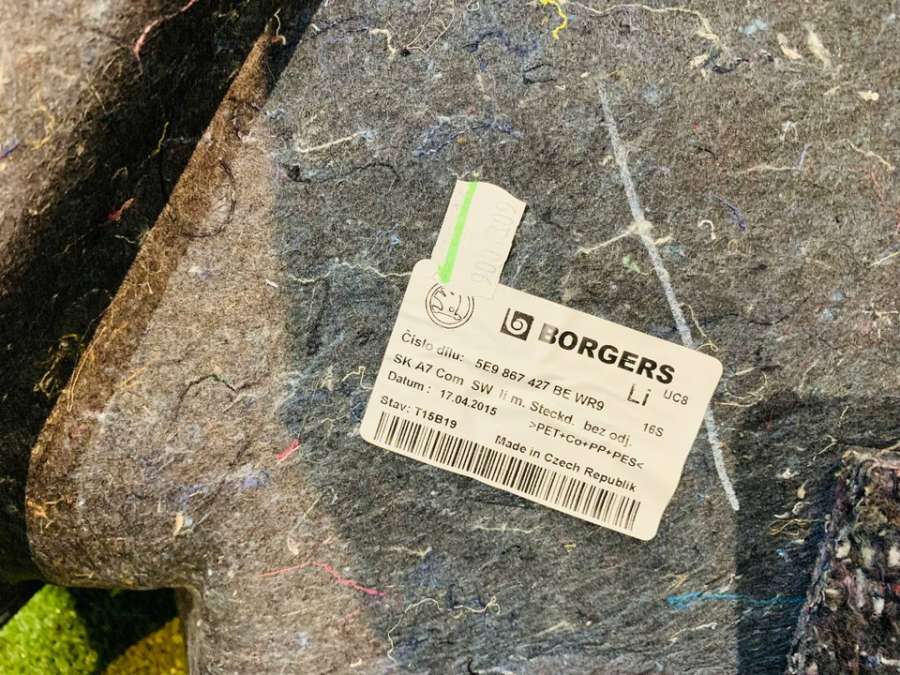 BORGERS
Číslo dílu: 5E9 867 427 BE WR9
Li UC8
SK A7 Com SW li m. Steckd. bez odj. 16S
Datum : 17.04.2015
>PET+Co+PP+PES<
Stav: T15B19
Made in Czech Republik